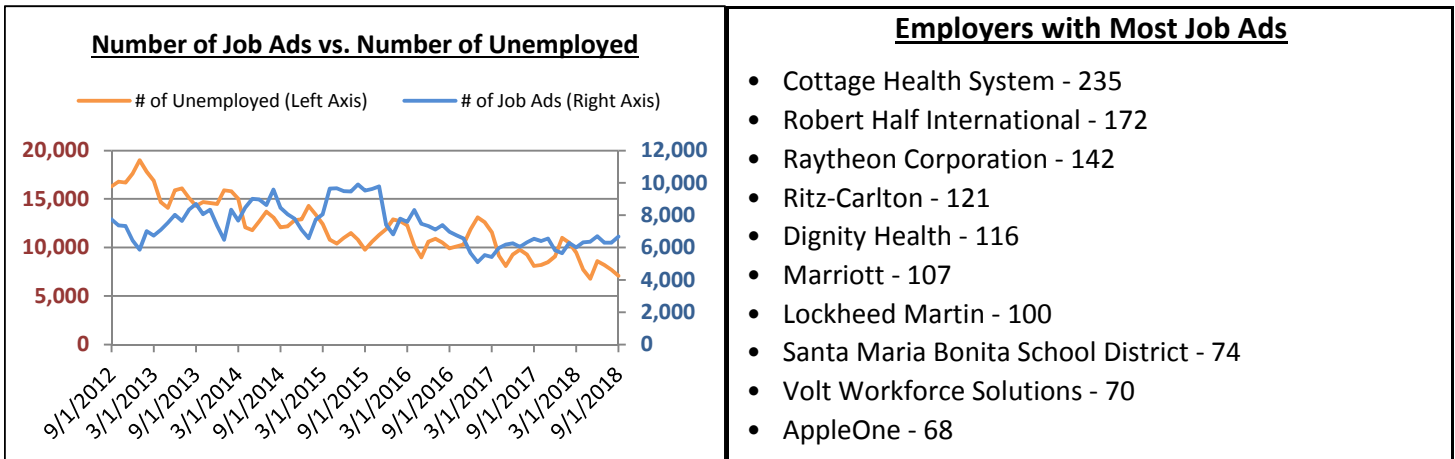 Number of Job Ads vs. Number of Unemployed
# of Unemployed (Left Axis)
# of Job Ads (Right Axis)
20,000
15,000
10,000
5,000
0
12,000
10,000
8,000
6,000
4,000
2,000
0
9/1/2012
3/1/2013
9/1/2013
3/1/2014
9/1/2014
3/1/2015
9/1/2015
3/1/2016
9/1/2016
3/1/2017
9/1/2017
3/1/2018
9/1/2018
Employers with Most Job Ads
• Cottage Health System - 235
• Robert Half International - 172
• Raytheon Corporation - 142
• Ritz-Carlton - 121
• Dignity Health - 116
• Marriott - 107
• Lockheed Martin - 100
• Santa Maria Bonita School District - 74
• Volt Workforce Solutions - 70
• AppleOne - 68